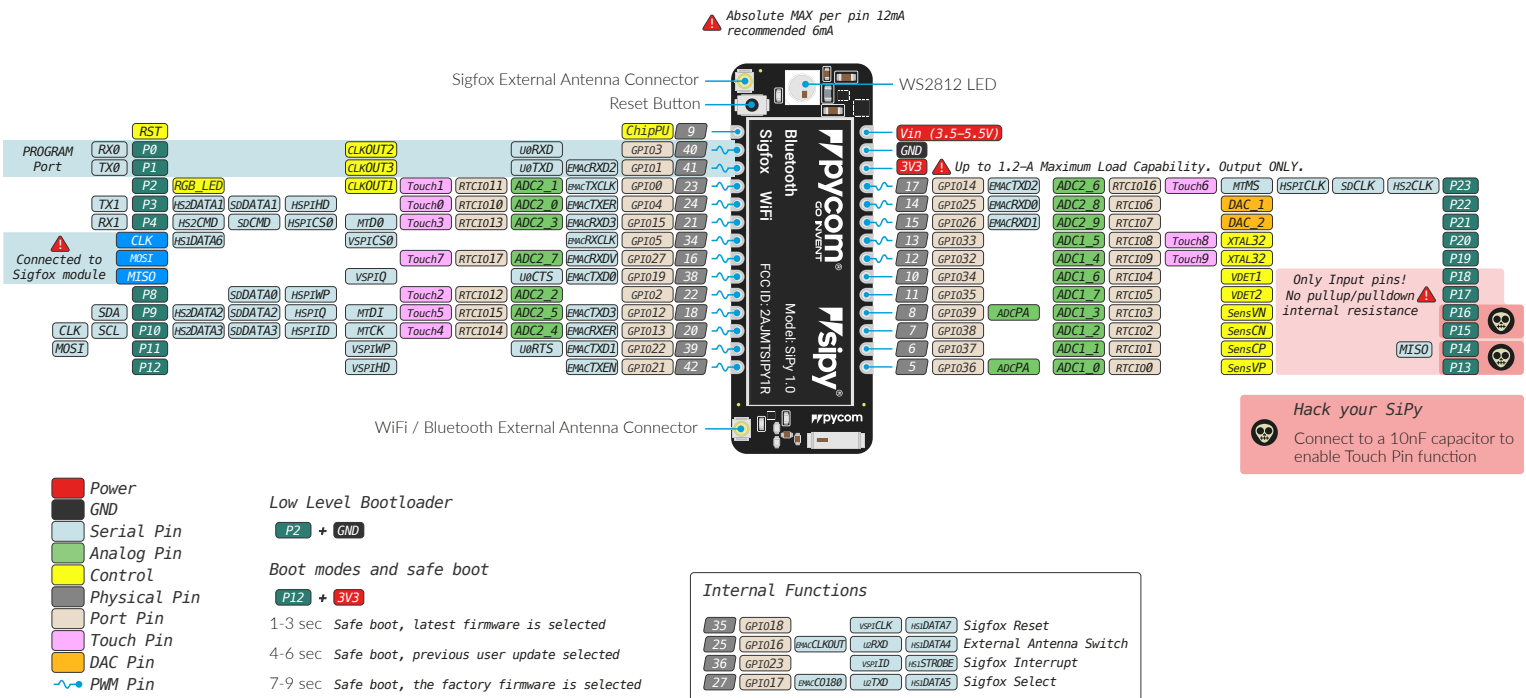 Absolute MAX per pin 12mA
recommended 6mA
Sigfox External Antenna Connector
WS2812 LED
Reset Button
RST ChipPU 9 Vin (3.5-5.5V)
PROGRAM Port
RX0 P0 CLKOUT2 U0RXD GPIO3 40 GND
TX0 P1 CLKOUT3 U0TXD EMACRXD2 GPIO1 41 3V3 Up to 1.2-A Maximum Load Capability. Output ONLY.
P2 RGB_LED CLKOUT1 Touch1 RTCIO11 ADC2_1 EMACTXCLK GPIO0 23 17 GPIO14 EMACTXD2 ADC2_6 RTCIO16 Touch6 MTMS HSPICLK SDCLK HS2CLK P23
TX1 P3 HS2DATA1 SDDATA1 HSPIHD Touch0 RTCIO10 ADC2_0 EMACTXER GPIO4 24 14 GPIO25 EMACRXD0 ADC2_8 RTCIO6 DAC_1 P22
RX1 P4 HS2CMD SDCMD HSPICS0 MTD0 Touch3 RTCIO13 ADC2_3 EMACRXD3 GPIO15 21 15 GPIO26 EMACRXD1 ADC2_9 RTCIO7 DAC_2 P21
Connected to
Sigfox module
CLK HS1DATA6 VSPICS0 EMACRXCLK GPIO5 34 13 GPIO33 ADC1_5 RTCIO8 Touch8 XTAL32 P20
MOSI Touch7 RTCIO17 ADC2_7 EMACRXDV GPIO27 16 12 GPIO32 ADC1_4 RTCIO9 Touch9 XTAL32 P19
MISO VSPIQ U0CTS EMACTXD0 GPIO19 38 10 GPIO34 ADC1_6 RTCIO4 VDET1 P18
P8 SDDATA0 HSPIWP Touch2 RTCIO12 ADC2_2 GPIO2 22 11 GPIO35 ADC1_7 RTCIO5 VDET2 P17
SDA P9 HS2DATA2 SDDATA2 HSPIQ MTDI Touch5 RTCIO15 ADC2_5 EMACTXD3 GPIO12 18 8 GPIO39 ADCPA ADC1_3 RTCIO3 SensVN P16
CLK SCL P10 HS2DATA3 SDDATA3 HSPIID MTCK Touch4 RTCIO14 ADC2_4 EMACRXER GPIO13 20 7 GPIO38 ADC1_2 RTCIO2 SensCN P15
MOSI P11 VSPIWP U0RTS EMACTXD1 GPIO22 39 6 GPIO37 ADC1_1 RTCIO1 SensCP MISO P14
P12 VSPIHD EMACTXEN GPIO21 42 5 GPIO36 ADCPA ADC1_0 RTCIO0 SensVP P13
Only Input pins!
No pullup/pulldown
internal resistance
Sigfox WiFi FCC ID: 2AJMTSIPY1R
Bluetooth Model: SiPy 1.0
pycom® GO INVENT sipy®
pycom
WiFi / Bluetooth External Antenna Connector
Hack your SiPy
Connect to a 10nF capacitor to
enable Touch Pin function
Power
GND
Serial Pin
Analog Pin
Control
Physical Pin
Port Pin
Touch Pin
DAC Pin
PWM Pin
Low Level Bootloader
P2 + GND
Boot modes and safe boot
P12 + 3V3
1-3 sec Safe boot, latest firmware is selected
4-6 sec Safe boot, previous user update selected
7-9 sec Safe boot, the factory firmware is selected
Internal Functions
35 GPIO18 VSPICLK HS1DATA7 Sigfox Reset
25 GPIO16 EMACCLKOUT U2RXD HS1DATA4 External Antenna Switch
36 GPIO23 VSPIID HS1STROBE Sigfox Interrupt
27 GPIO17 EMACCO180 U2TXD HS1DATA5 Sigfox Select